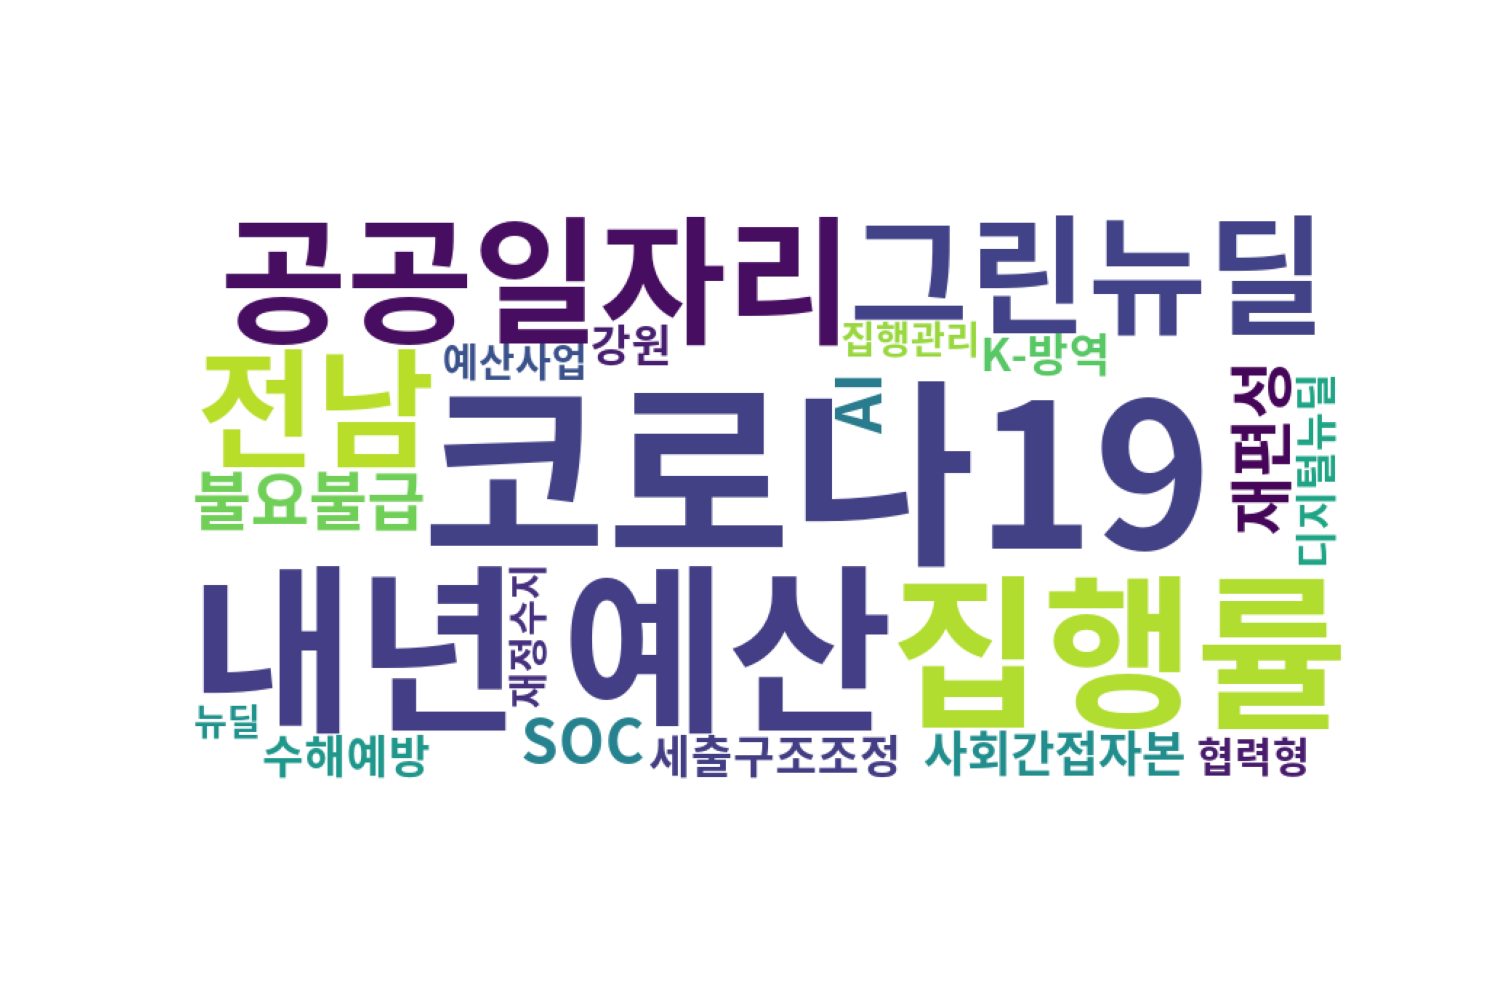 공공일자리
그린뉴딜
예산사업
강원
집행관리
K-방역
전남
불요불급
코로나19
AI
재편성
디지털뉴딜
내년 예산
재정수지
집행률
뉴딜
수해예방
SOC
세출구조조정
사회간접자본
협력형